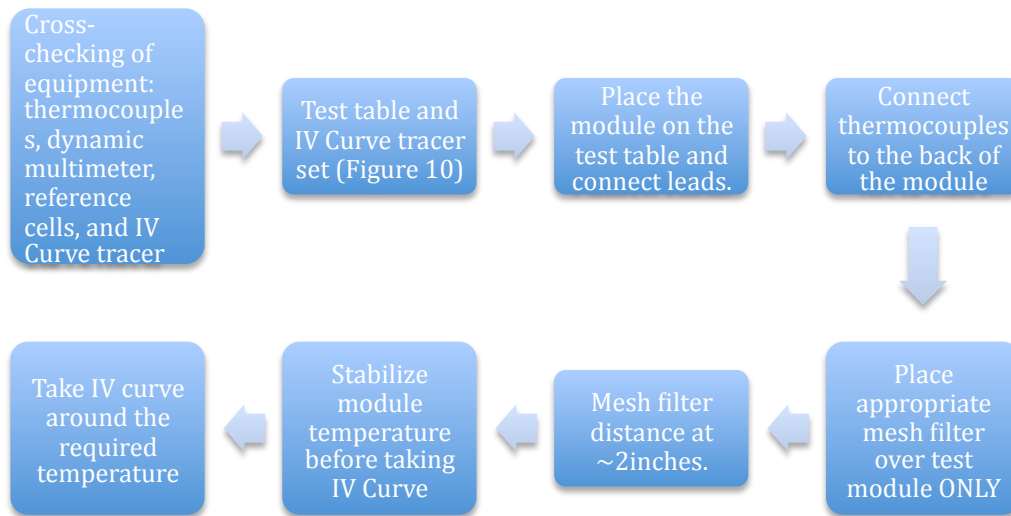 Cross-
checking of
equipment:
thermocouple
s, dynamic
multimeter,
reference
cells, and IV
Curve tracer
Test table and
IV Curve tracer
set (Figure 10)
Place the
module on the
test table and
connect leads.
Connect
thermocouples
to the back of
the module
Place
appropriate
mesh filter
over test
module ONLY
Mesh filter
distance at
~2inches.
Stabilize
module
temperature
before taking
IV Curve
Take IV curve
around the
required
temperature